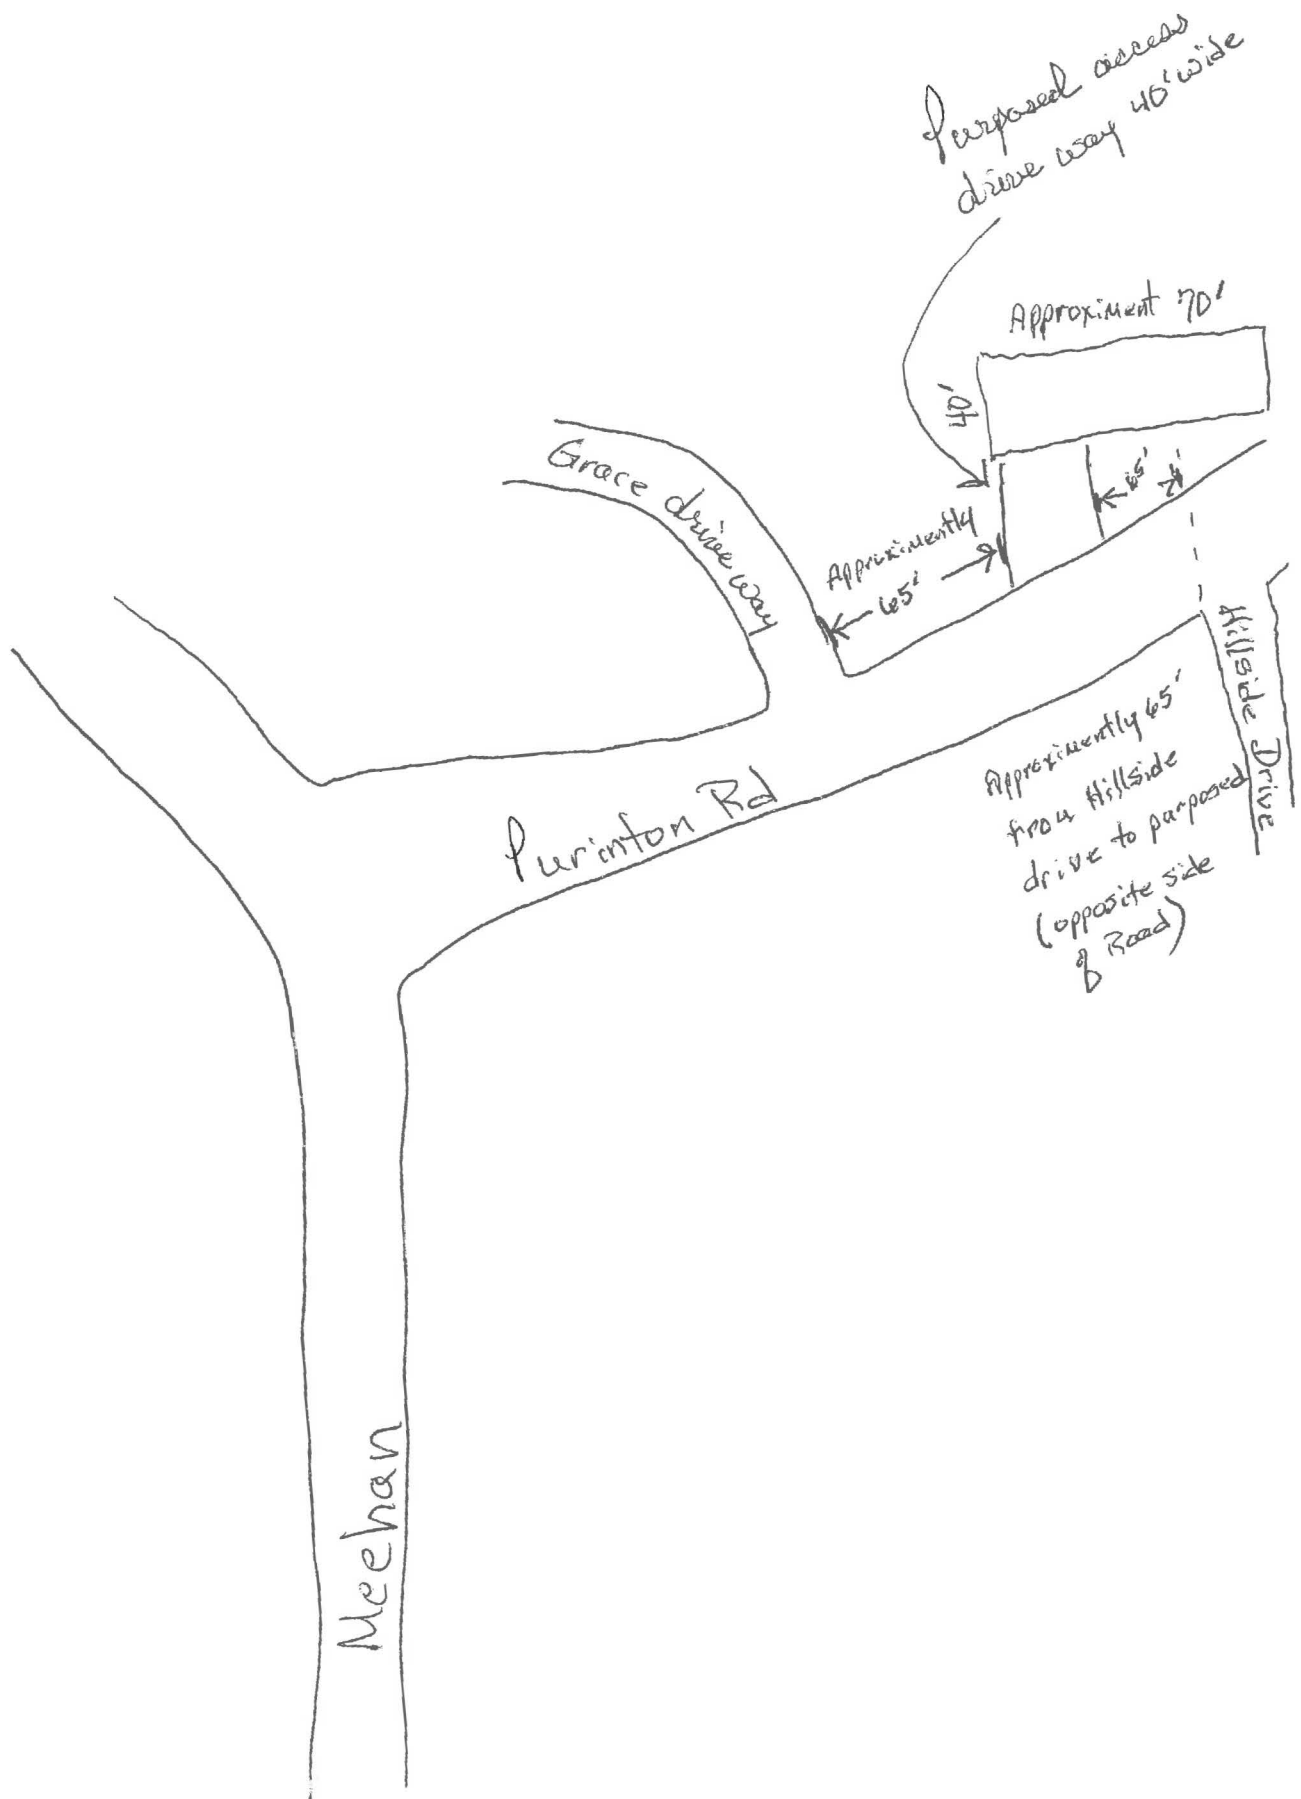 Purposed access
drive way 40' wide
Approximent 70'
40'
Grace drive way
Approximently
65'
65'
Hillside Drive
Purinton Rd
Approximently 65'
from Hillside
drive to purposed
(opposite side
of Road)
Meehan